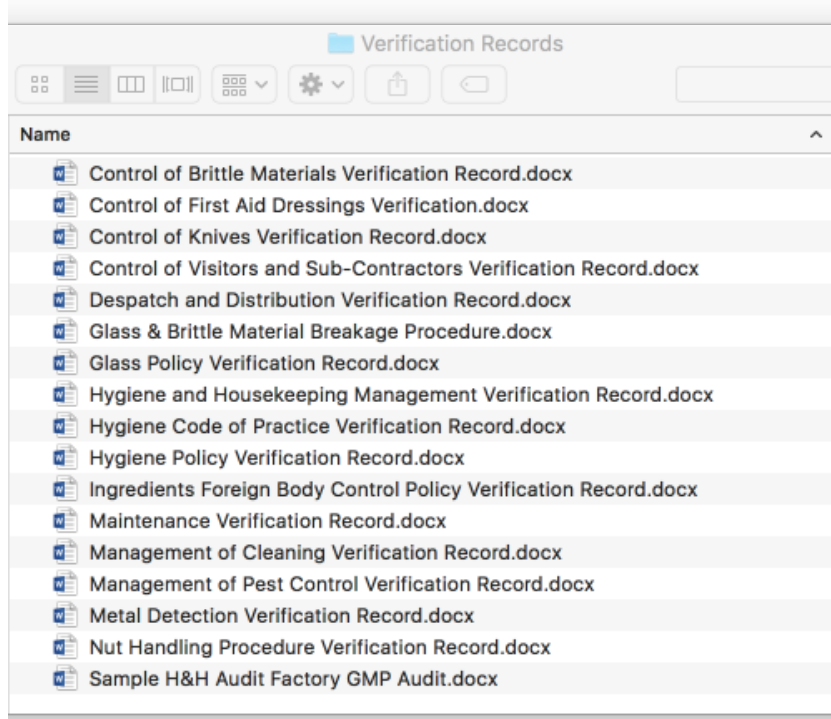 Verification Records
Name
Control of Brittle Materials Verification Record.docx
Control of First Aid Dressings Verification.docx
Control of Knives Verification Record.docx
Control of Visitors and Sub-Contractors Verification Record.docx
Despatch and Distribution Verification Record.docx
Glass & Brittle Material Breakage Procedure.docx
Glass Policy Verification Record.docx
Hygiene and Housekeeping Management Verification Record.docx
Hygiene Code of Practice Verification Record.docx
Hygiene Policy Verification Record.docx
Ingredients Foreign Body Control Policy Verification Record.docx
Maintenance Verification Record.docx
Management of Cleaning Verification Record.docx
Management of Pest Control Verification Record.docx
Metal Detection Verification Record.docx
Nut Handling Procedure Verification Record.docx
Sample H&H Audit Factory GMP Audit.docx